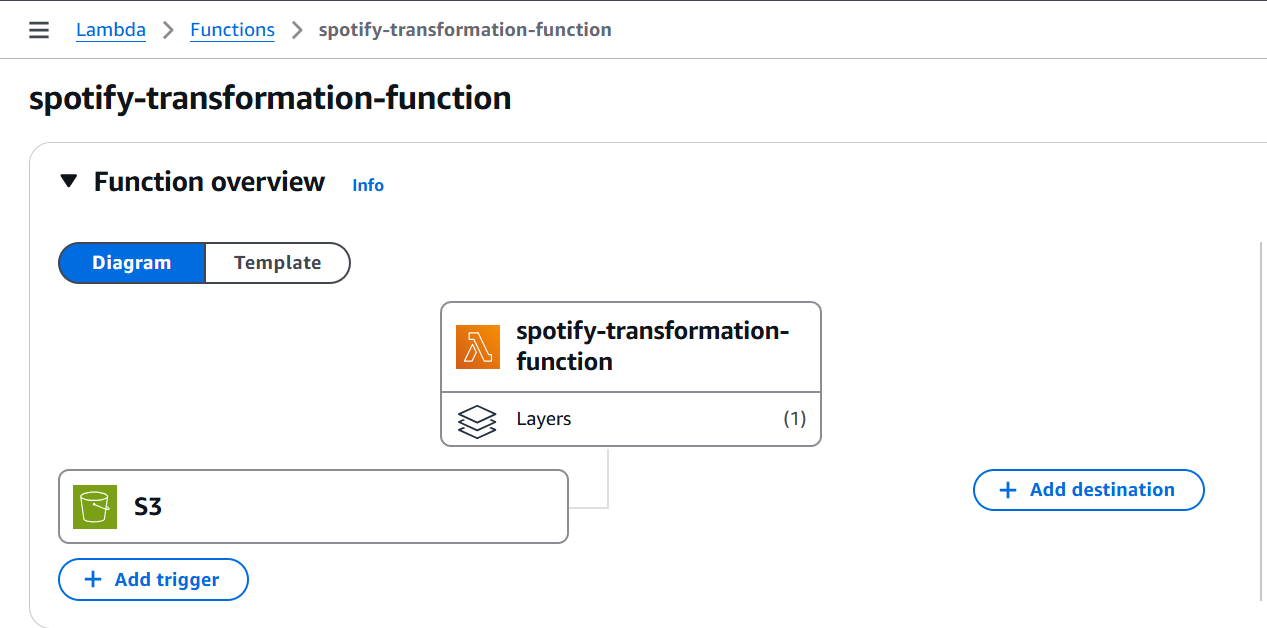 Lambda > Functions > spotify-transformation-function
spotify-transformation-function
Function overview Info
Diagram Template
spotify-transformation-
function
Layers (1)
S3
+ Add destination
+ Add trigger